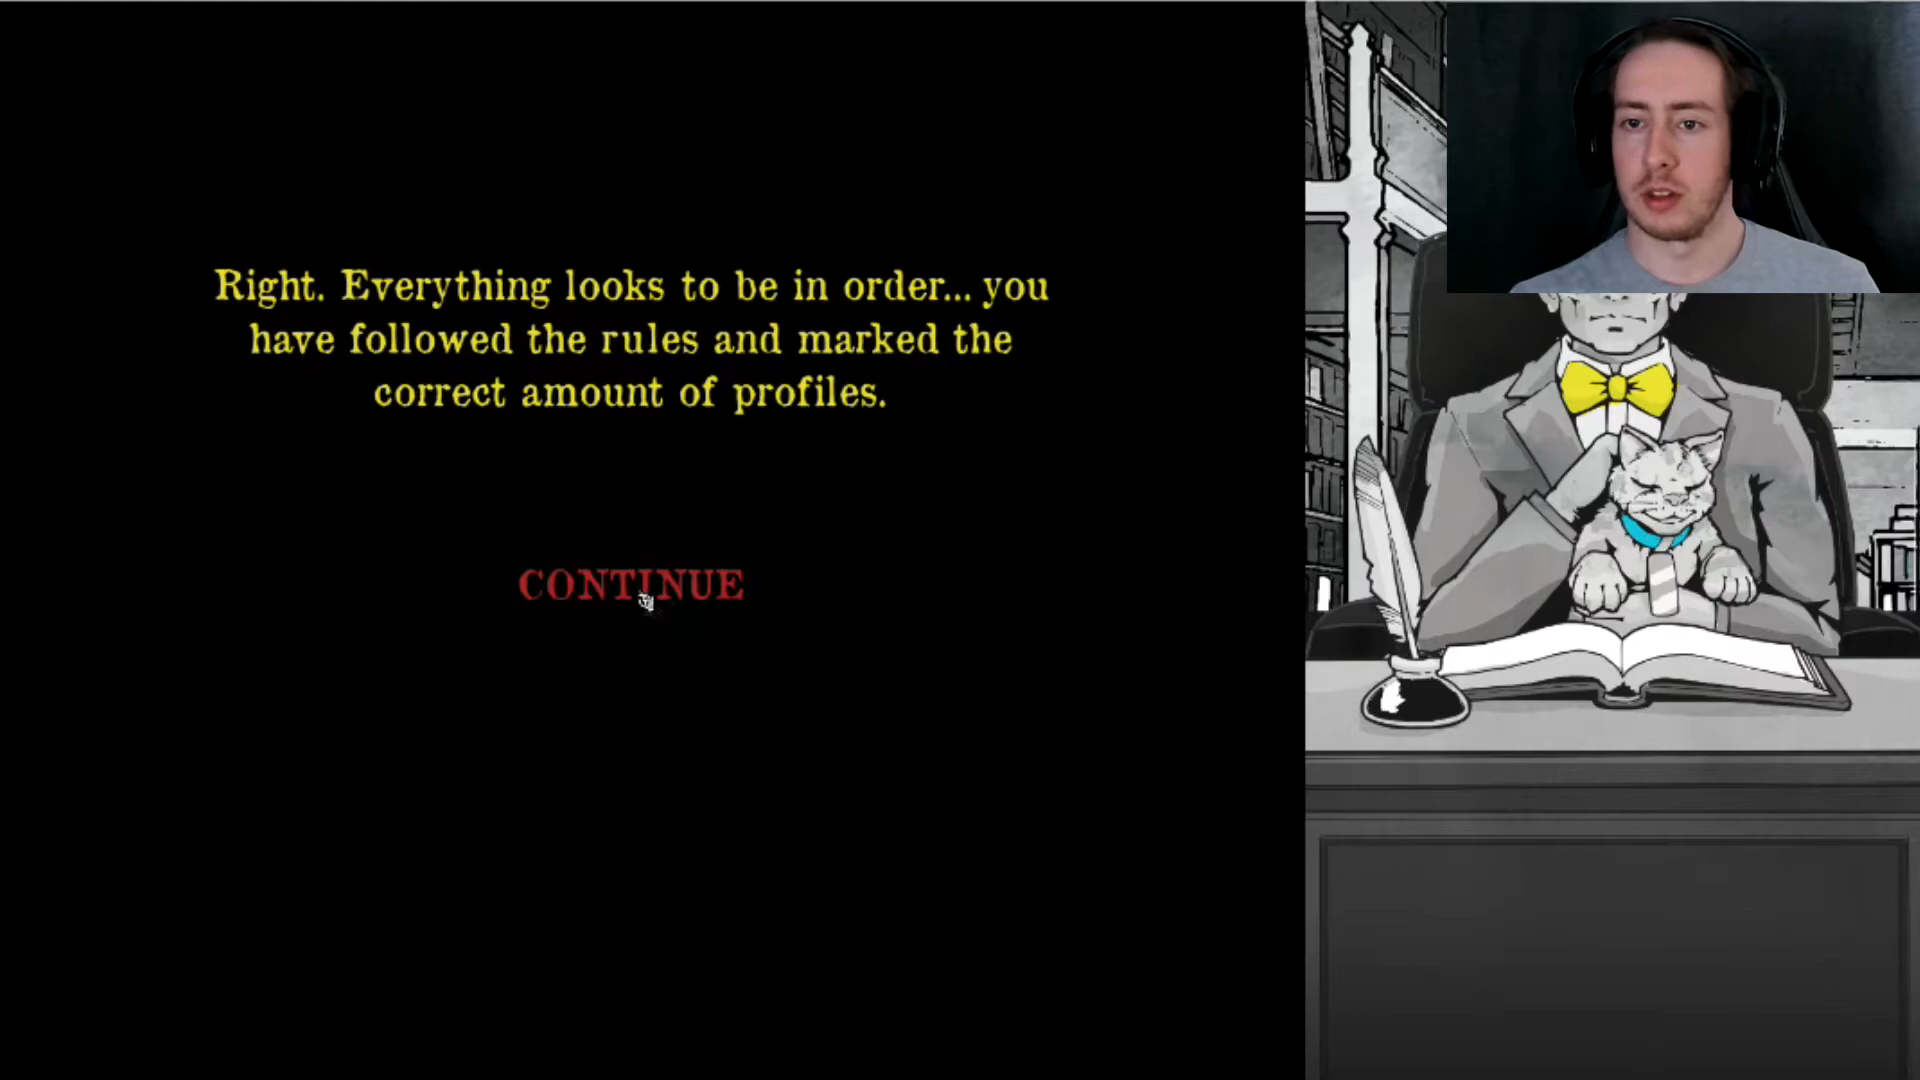 Right. Everything looks to be in order... you
have followed the rules and marked the
correct amount of profiles.
CONTINUE